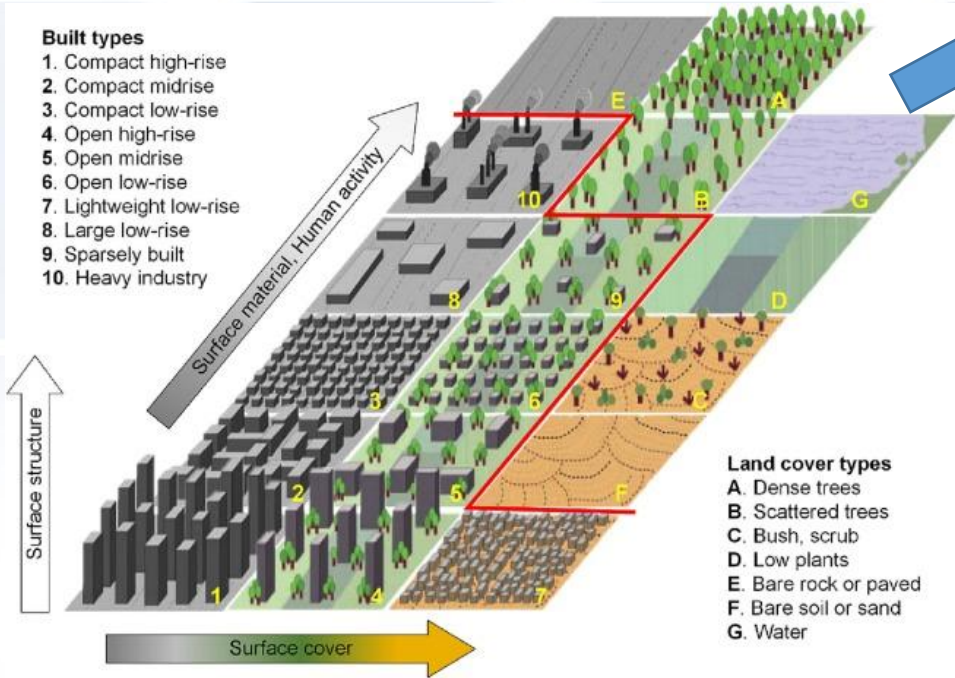 Built types
1. Compact high-rise
2. Compact midrise
3. Compact low-rise
4. Open high-rise
5. Open midrise
6. Open low-rise
7. Lightweight low-rise
8. Large low-rise
9. Sparsely built
10. Heavy industry
Surface material, Human activity
Surface structure
Surface cover
E
A
10
B
G
8
9
D
3
6
C
2
5
F
1
4
7
Land cover types
A. Dense trees
B. Scattered trees
C. Bush, scrub
D. Low plants
E. Bare rock or paved
F. Bare soil or sand
G. Water